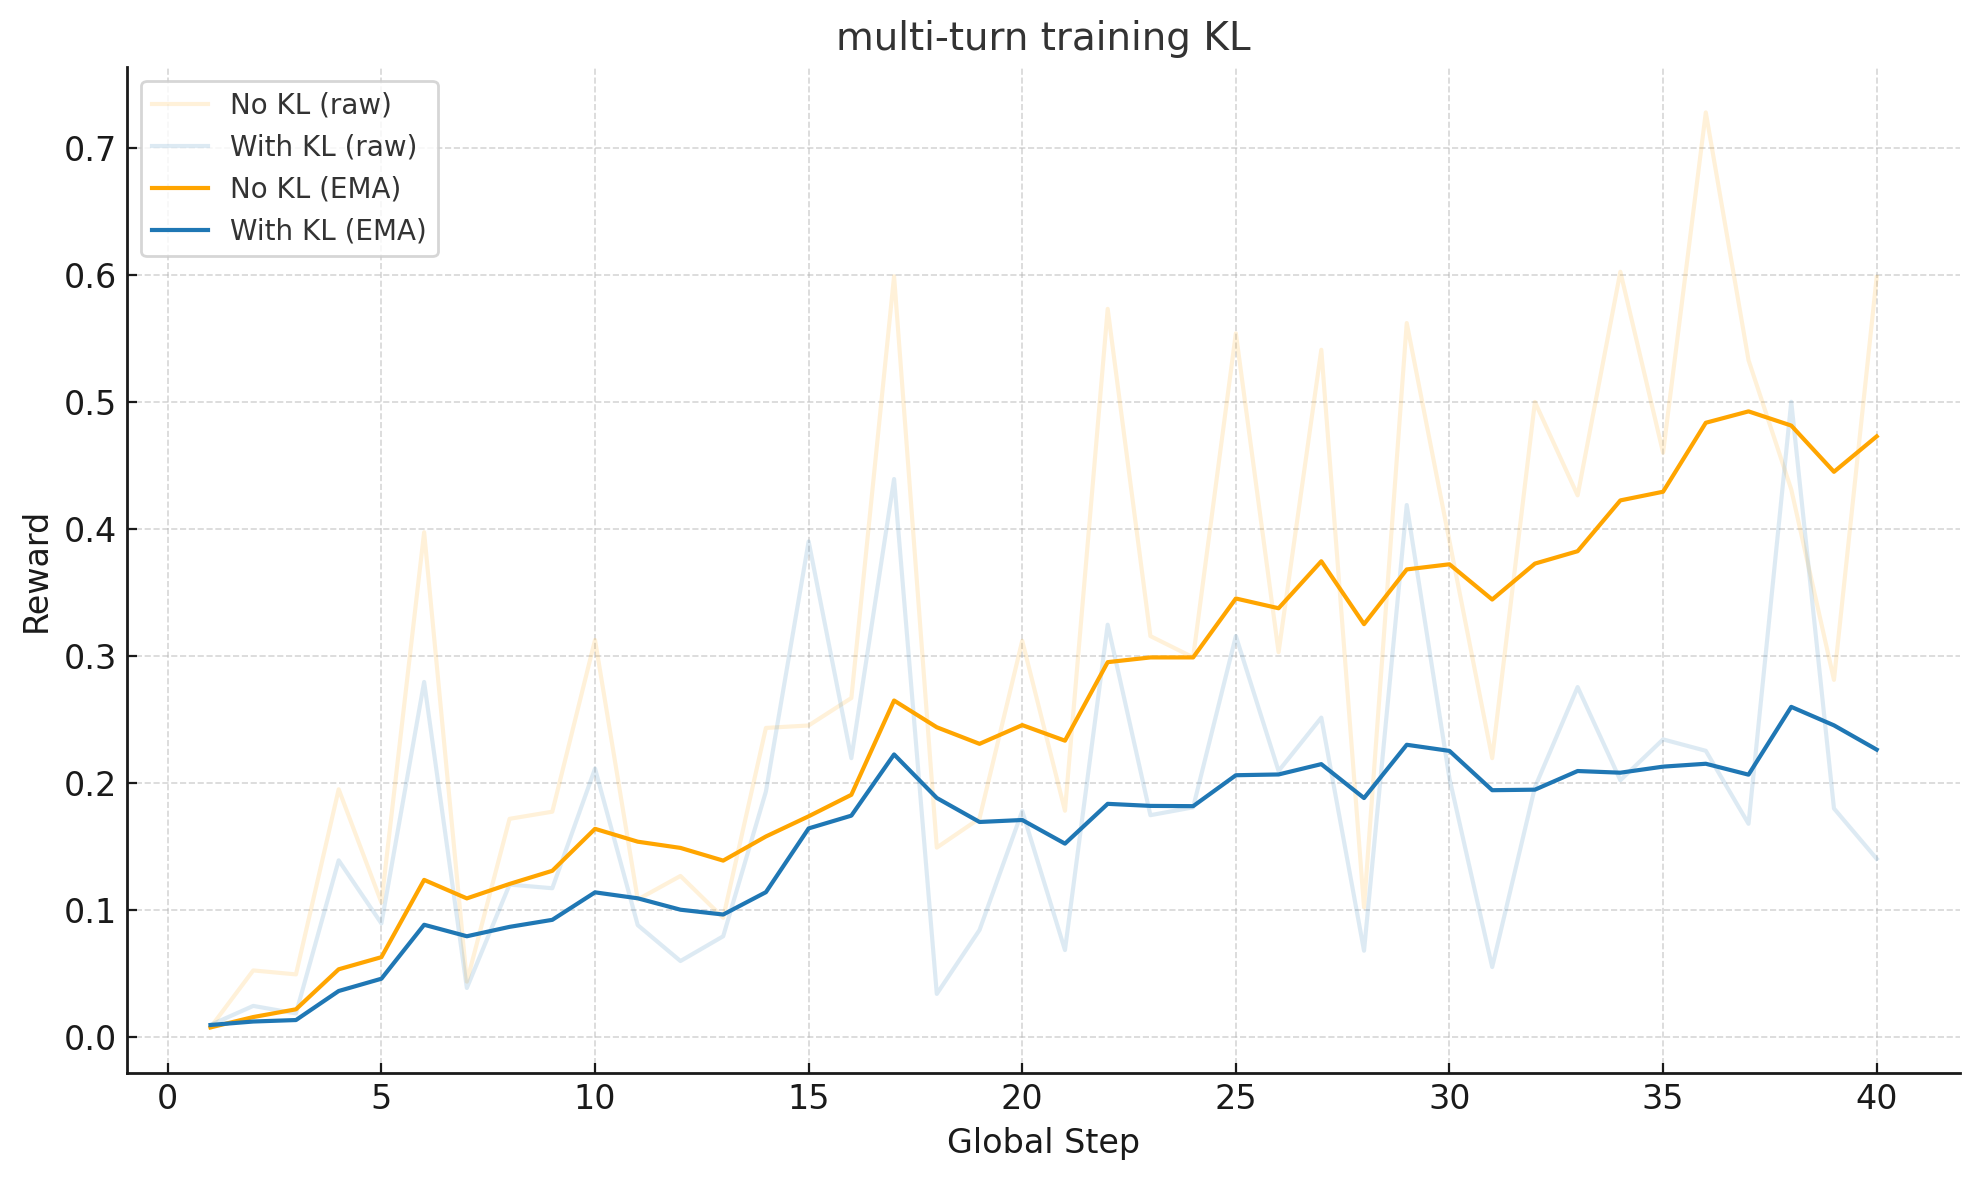 multi-turn training KL
No KL (raw)
With KL (raw)
No KL (EMA)
With KL (EMA)
0.7
0.6
0.5
0.4
0.3
0.2
0.1
0.0
Reward
0 5 10 15 20 25 30 35 40
Global Step